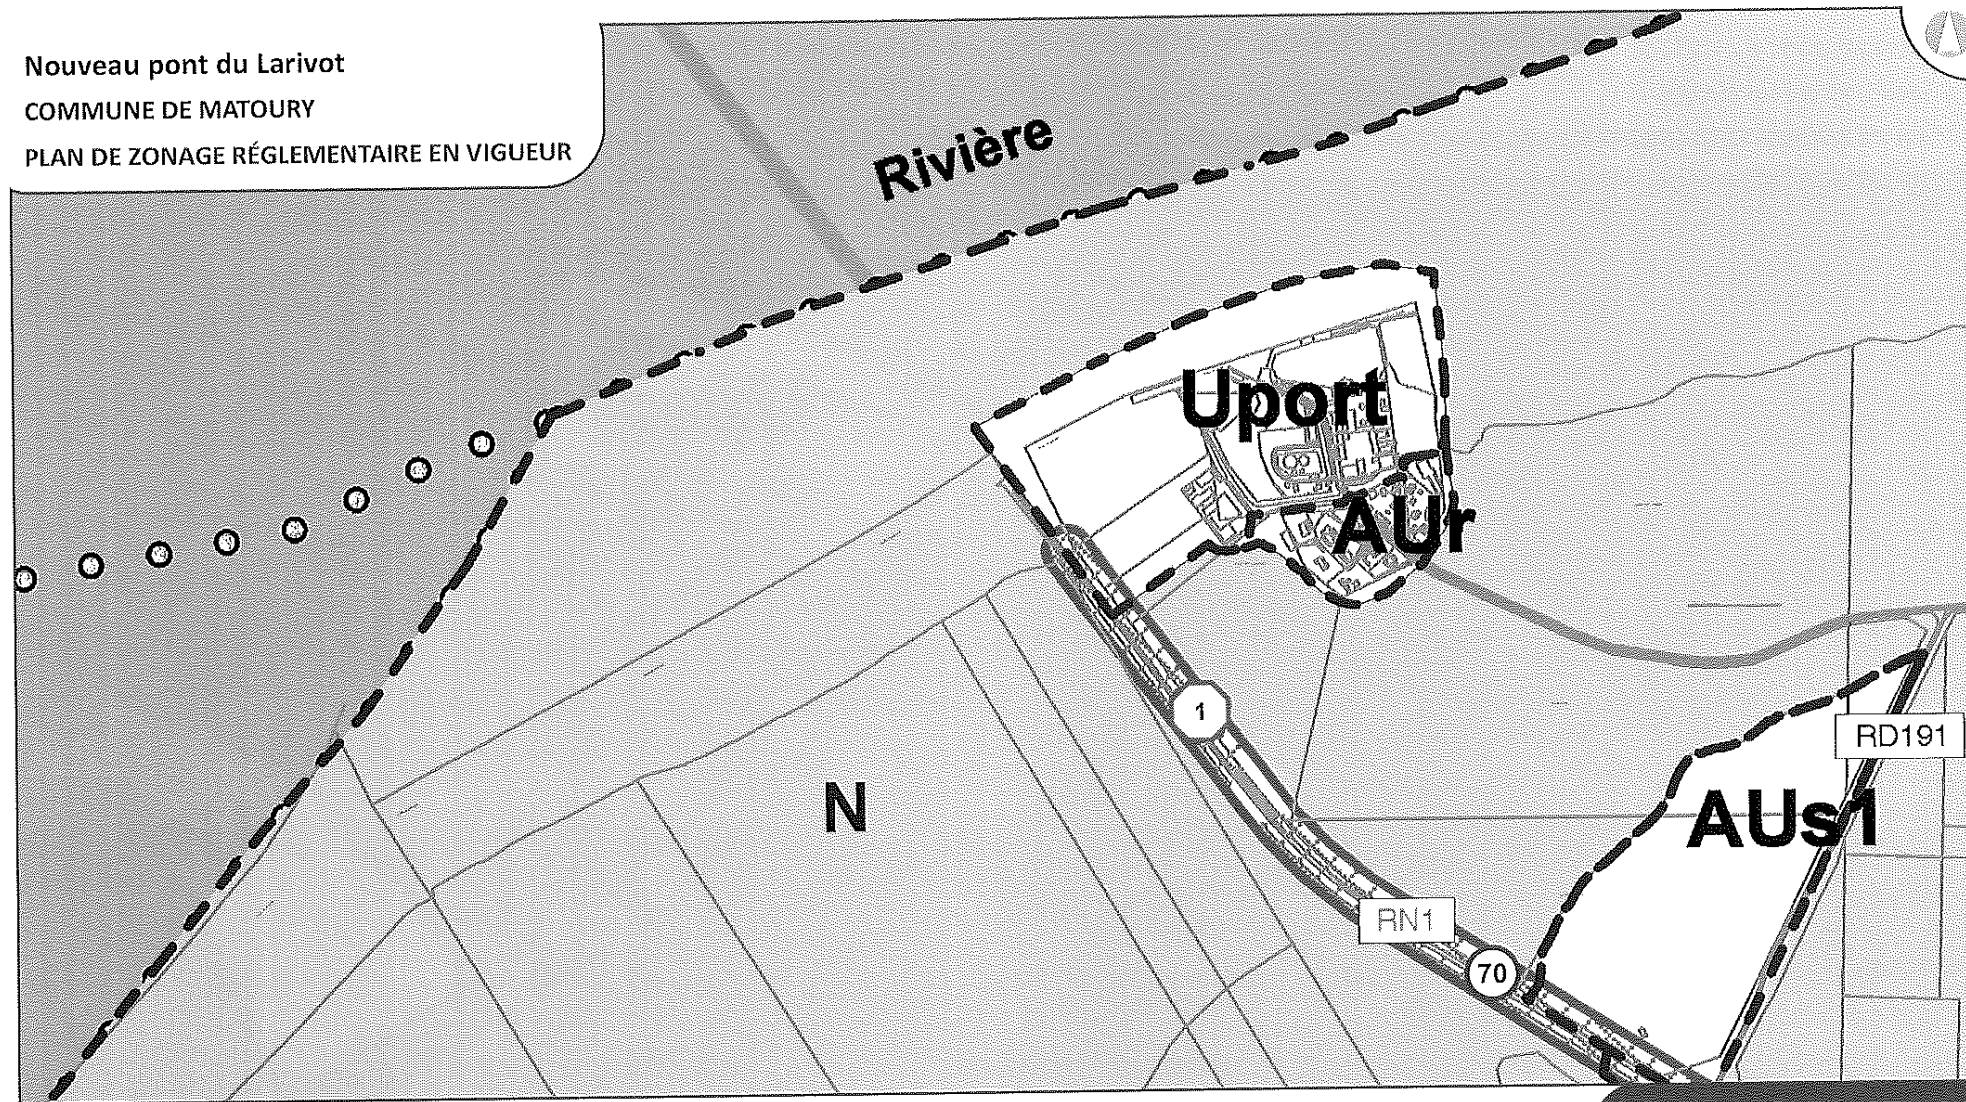 Nouveau pont du Larivot
COMMUNE DE MATOURY
PLAN DE ZONAGE RÉGLEMENTAIRE EN VIGUEUR
Rivière
Uport
AUr
1
RD191
N
AUs1
RN1
70